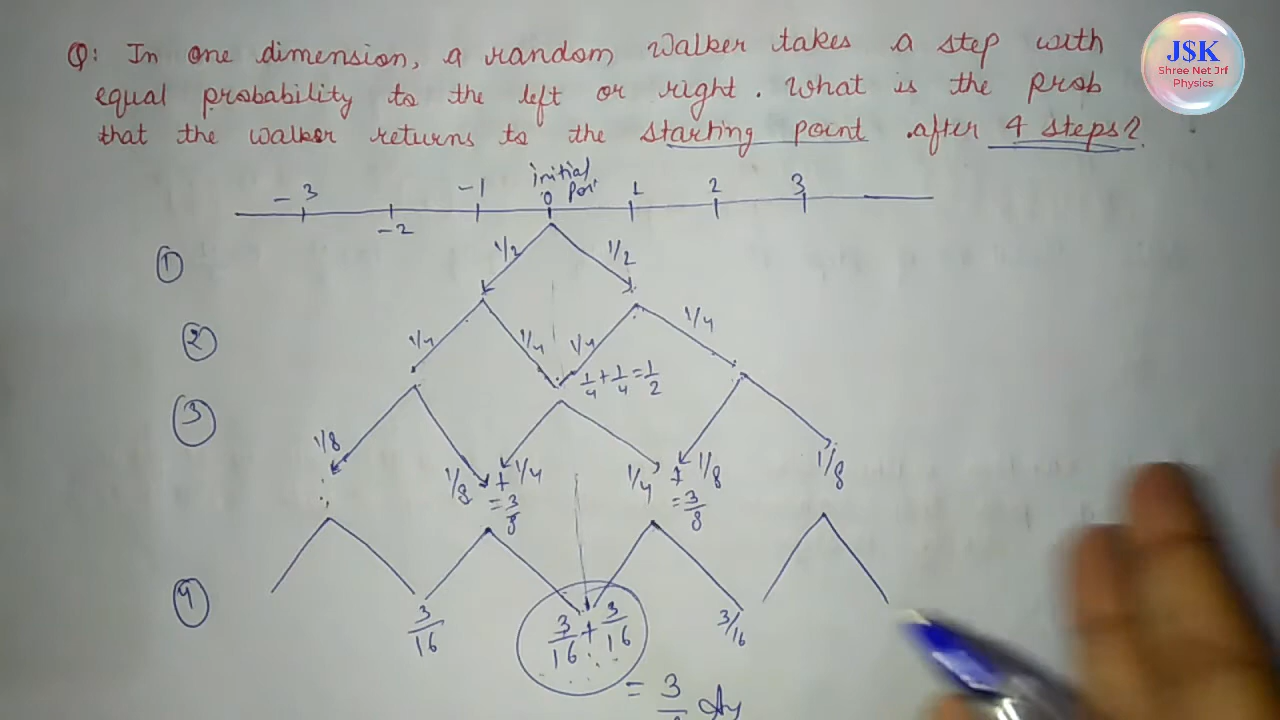 Q: In one dimension, a random walker takes a step with
equal probability to the left or right. What is the prob
that the walker returns to the starting point after 4 steps?
J$K
Shree Net Jrf
Physics
initial
-3 -2 -1 0 1 2 3
① 1/2 1/2
② 1/4 1/4 1/4 1/4
1/4 + 1/4 = 1/2
③ 1/8 1/8 + 1/4 1/4 + 1/8 1/8
= 3/8 = 3/8
3/16 3/16 + 3/16 3/16
= 3